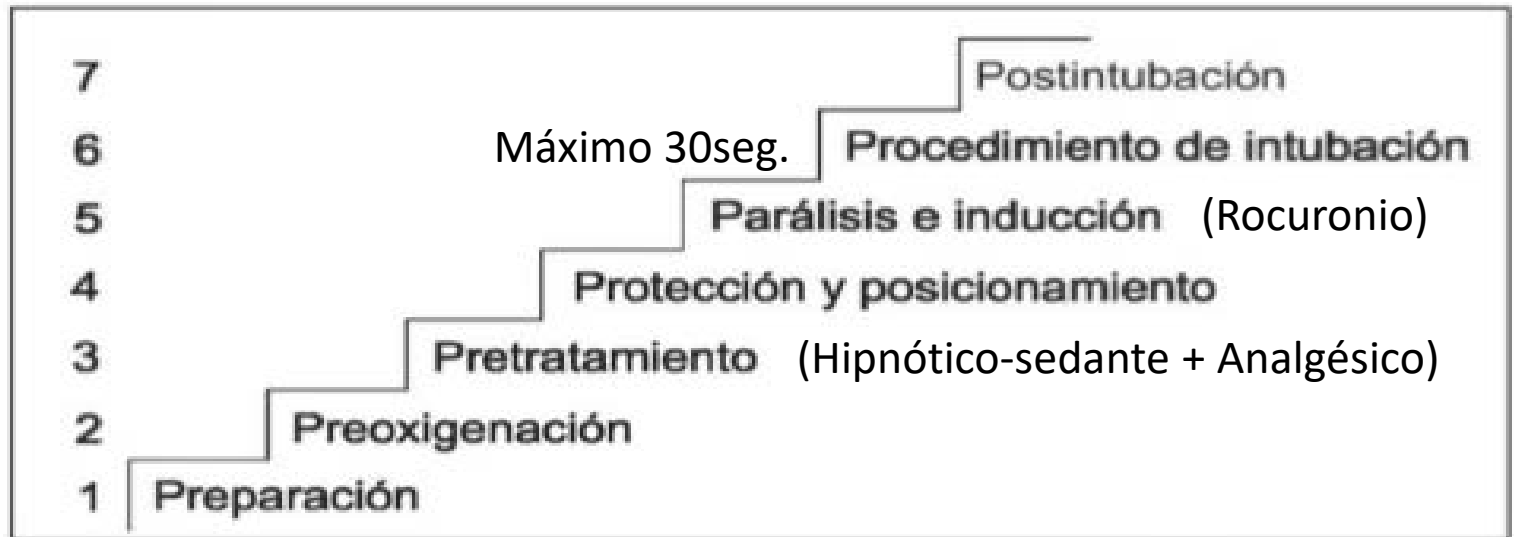 7 Postintubación
6 Máximo 30seg. Procedimiento de intubación
5 Parálisis e inducción (Rocuronio)
4 Protección y posicionamiento
3 Pretratamiento (Hipnótico-sedante + Analgésico)
2 Preoxigenación
1 Preparación